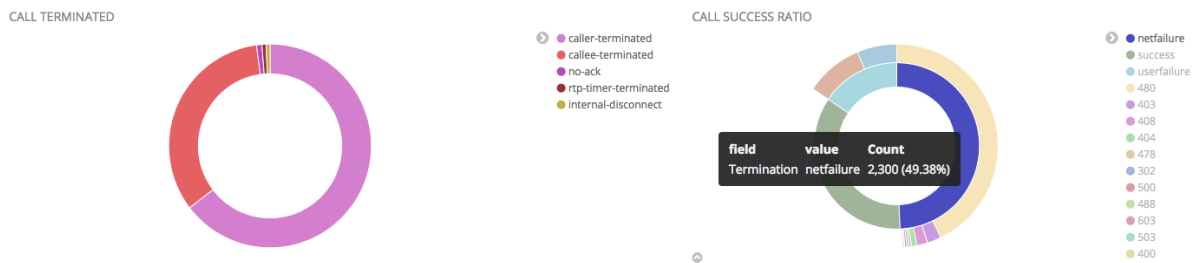 CALL TERMINATED
caller-terminated
callee-terminated
no-ack
rtp-timer-terminated
internal-disconnect
CALL SUCCESS RATIO
field value Count
Termination netfailure 2,300 (49.38%)
netfailure
success
userfailure
480
403
408
404
478
302
500
488
603
503
400